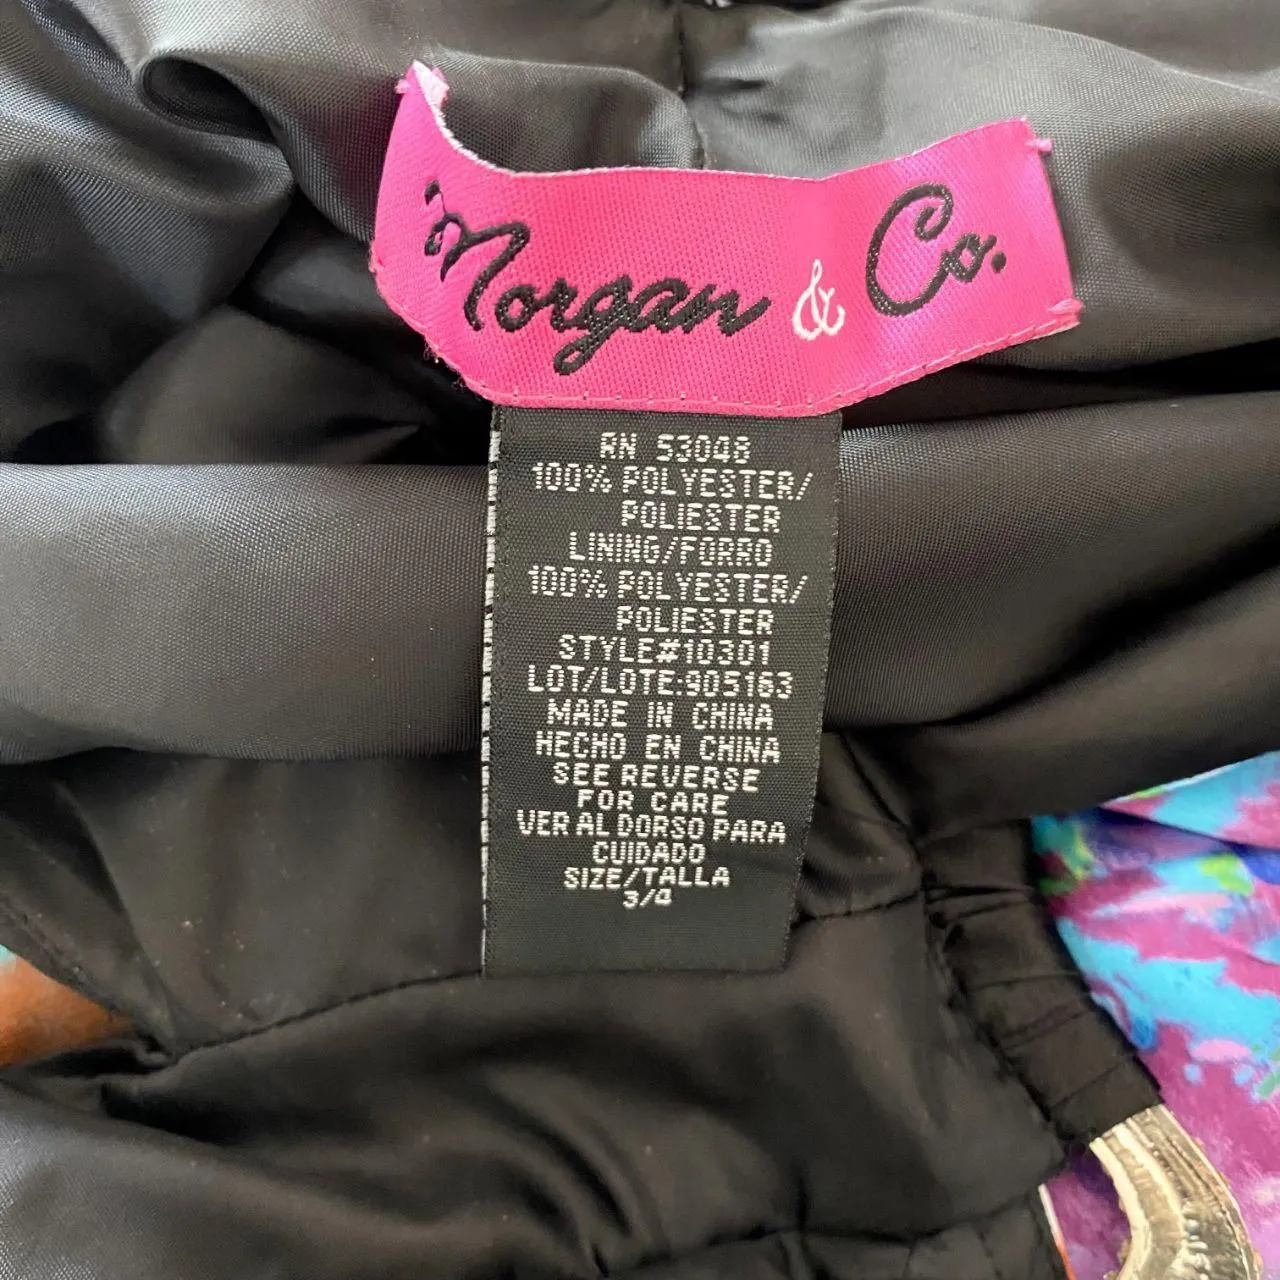 Morgan & Co.
RN 53048
100% POLYESTER/
POLIESTER
LINING/FORRO
100% POLYESTER/
POLIESTER
STYLE#10301
LOT/LOTE:9D5163
MADE IN CHINA
HECHO EN CHINA
SEE REVERSE
FOR CARE
VER AL DORSO PARA
CUIDADO
SIZE/TALLA
3/4